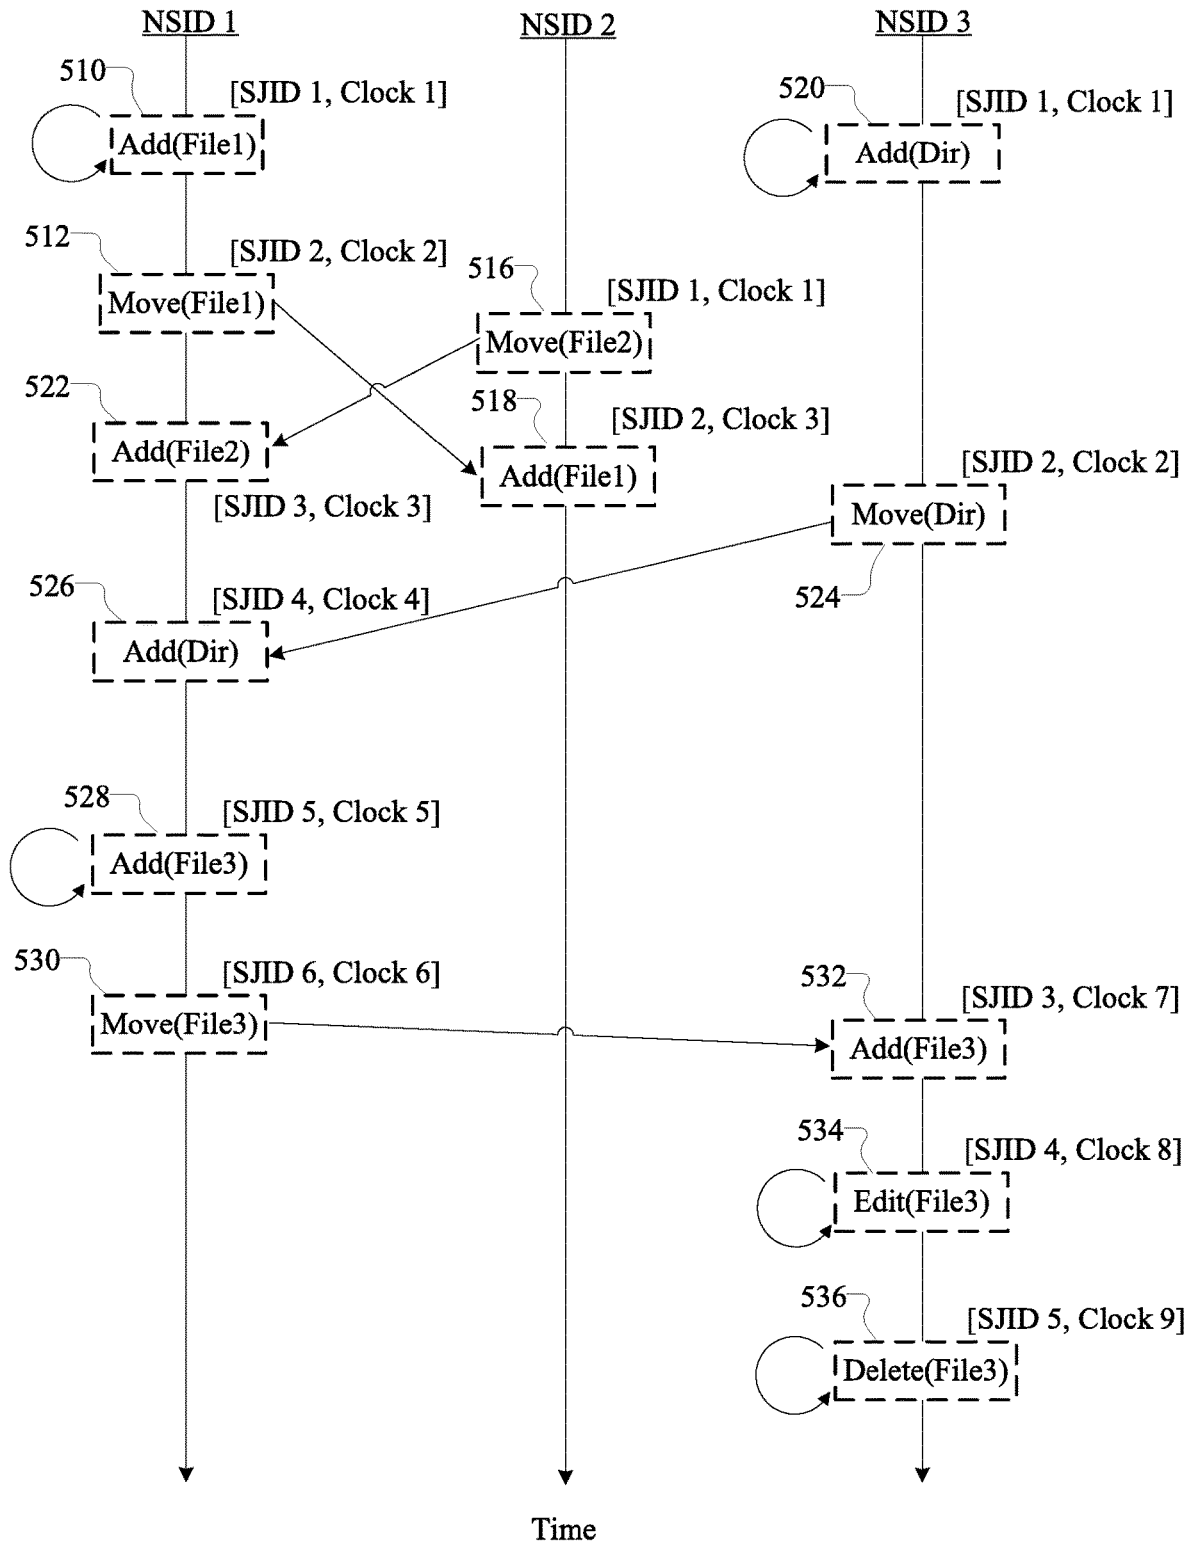 NSID 1
NSID 2
NSID 3
510
[SJID 1, Clock 1]
Add(File1)
520
[SJID 1, Clock 1]
Add(Dir)
512
[SJID 2, Clock 2]
Move(File1)
516
[SJID 1, Clock 1]
Move(File2)
522
Add(File2)
[SJID 3, Clock 3]
518
[SJID 2, Clock 3]
Add(File1)
[SJID 2, Clock 2]
Move(Dir)
524
526
[SJID 4, Clock 4]
Add(Dir)
528
[SJID 5, Clock 5]
Add(File3)
530
[SJID 6, Clock 6]
Move(File3)
532
[SJID 3, Clock 7]
Add(File3)
534
[SJID 4, Clock 8]
Edit(File3)
536
[SJID 5, Clock 9]
Delete(File3)
Time